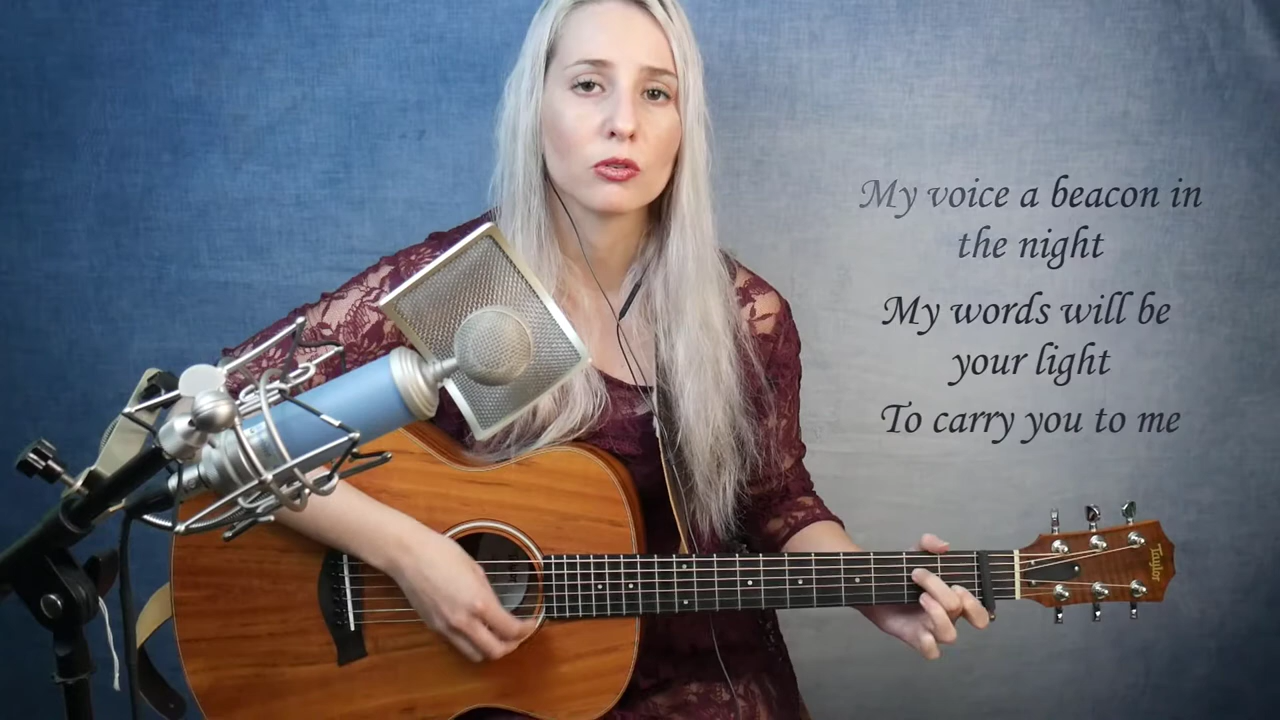 My voice a beacon in
the night
My words will be
your light
To carry you to me
Taylor